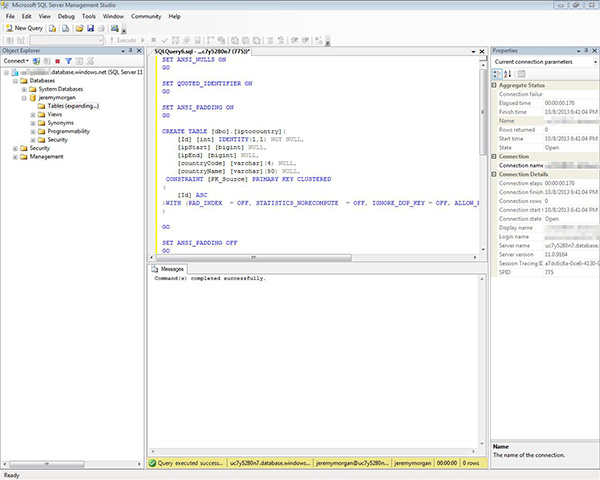 Microsoft SQL Server Management Studio
File Edit View Debug Tools Window Community Help
New Query
Execute
Object Explorer
Connect
.database.windows.net (SQL Server 11
Databases
System Databases
jeremymorgan
Tables (expanding...)
Views
Synonyms
Programmability
Security
Security
Management
SQLQuery6.sql - ...c7y5280n7 (775))*
SET ANSI_NULLS ON
GO
SET QUOTED_IDENTIFIER ON
GO
SET ANSI_PADDING ON
GO
CREATE TABLE [dbo].[iptocountry](
[Id] [int] IDENTITY(1,1) NOT NULL,
[ipStart] [bigint] NULL,
[ipEnd] [bigint] NULL,
[countryCode] [varchar](4) NULL,
[countryName] [varchar](50) NULL,
CONSTRAINT [PK_Source] PRIMARY KEY CLUSTERED
(
[Id] ASC
)WITH (PAD_INDEX = OFF, STATISTICS_NORECOMPUTE = OFF, IGNORE_DUP_KEY = OFF, ALLOW_
)
GO
SET ANSI_PADDING OFF
GO
Messages
Command(s) completed successfully.
Query executed success... uc7y5280n7.database.windows... jeremymorgan@uc7y5280n... jeremymorgan 00:00:00 0 rows
Properties
Current connection parameters
Aggregate Status
Connection failur
Elapsed time 00:00:00.176
Finish time 10/8/2013 6:41:04 PM
Name
Rows returned 0
Start time 10/8/2013 6:41:04 PM
State Open
Connection
Connection name
Connection Details
Connection elaps 00:00:00.176
Connection finish 10/8/2013 6:41:04 PM
Connection rows 0
Connection start 10/8/2013 6:41:04 PM
Connection state Open
Display name
Login name
Server name uc7y5280n7.databas
Server version 11.0.9164
Session Tracing I a7dc6c8a-0ce6-4130-9
SPID 775
Name
The name of the connection.
Ready